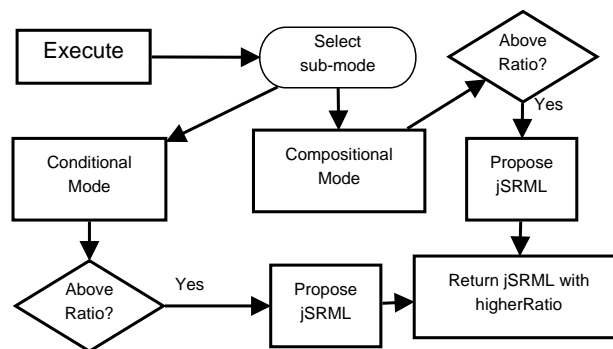 Execute
Select
sub-mode
Above
Ratio?
Yes
Conditional
Mode
Compositional
Mode
Propose
jSRML
Above
Ratio?
Yes
Propose
jSRML
Return jSRML with
higherRatio